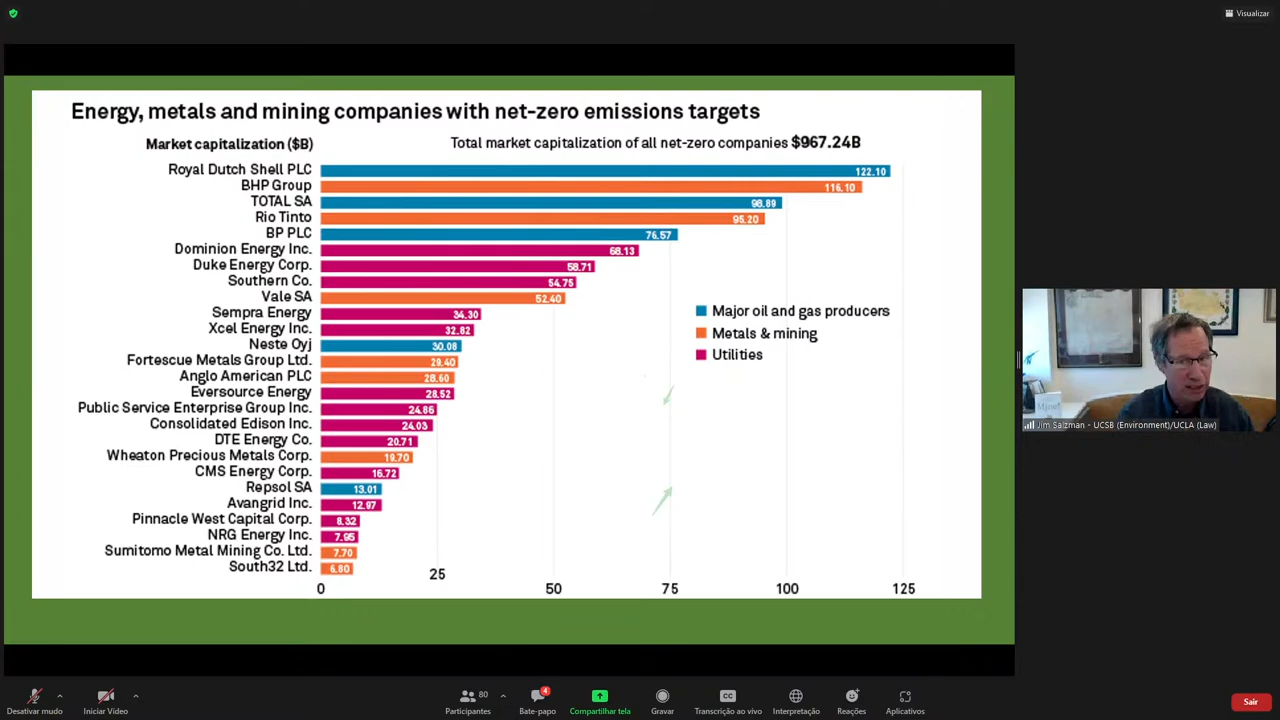 Visualizar
Energy, metals and mining companies with net-zero emissions targets
Market capitalization ($B)
Total market capitalization of all net-zero companies $967.24B
Royal Dutch Shell PLC 122.10
BHP Group 116.10
TOTAL SA 98.89
Rio Tinto 95.20
BP PLC 76.57
Dominion Energy Inc. 68.13
Duke Energy Corp. 58.71
Southern Co. 54.75
Vale SA 52.40
Sempra Energy 34.30
Xcel Energy Inc. 32.82
Neste Oyj 30.08
Fortescue Metals Group Ltd. 29.40
Anglo American PLC 28.60
Eversource Energy 28.52
Public Service Enterprise Group Inc. 24.86
Consolidated Edison Inc. 24.03
DTE Energy Co. 20.71
Wheaton Precious Metals Corp. 19.70
CMS Energy Corp. 16.72
Repsol SA 13.01
Avangrid Inc. 12.97
Pinnacle West Capital Corp. 8.32
NRG Energy Inc. 7.95
Sumitomo Metal Mining Co. Ltd. 7.70
South32 Ltd. 6.80
Major oil and gas producers
Metals & mining
Utilities
0 25 50 75 100 125
Jim Salzman - UCSB (Environment)/UCLA (Law)
Desativar mudo
Iniciar Vídeo
80
Participantes
4
Bate-papo
Compartilhar tela
Gravar
CC
Transcrição ao vivo
Interpretação
Reações
Aplicativos
Sair